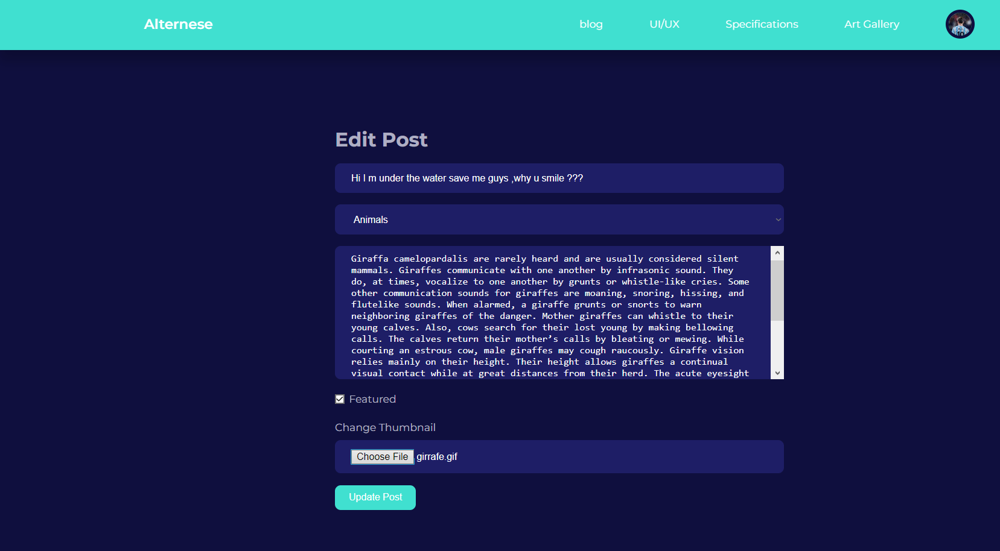 Alternese
blog
UI/UX
Specifications
Art Gallery
10
Edit Post
Hi I m under the water save me guys ,why u smile ???
Animals
Giraffa camelopardalis are rarely heard and are usually considered silent
mammals. Giraffes communicate with one another by infrasonic sound. They
do, at times, vocalize to one another by grunts or whistle-like cries. Some
other communication sounds for giraffes are moaning, snoring, hissing, and
flutelike sounds. When alarmed, a giraffe grunts or snorts to warn
neighboring giraffes of the danger. Mother giraffes can whistle to their
young calves. Also, cows search for their lost young by making bellowing
calls. The calves return their mother’s calls by bleating or mewing. While
courting an estrous cow, male giraffes may cough raucously. Giraffe vision
relies mainly on their height. Their height allows giraffes a continual
visual contact while at great distances from their herd. The acute eyesight
Featured
Change Thumbnail
Choose File girrafe.gif
Update Post